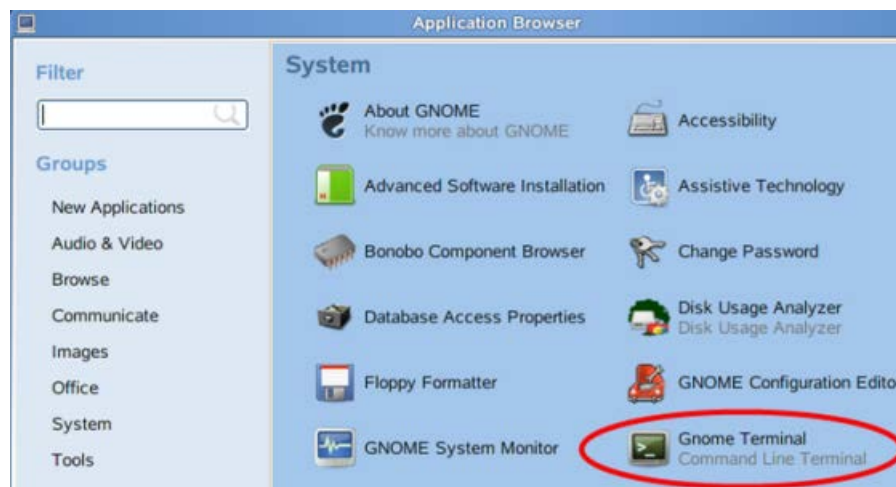 Application Browser
Filter
Groups
New Applications
Audio & Video
Browse
Communicate
Images
Office
System
Tools
System
About GNOME
Know more about GNOME
Accessibility
Advanced Software Installation
Assistive Technology
Bonobo Component Browser
Change Password
Database Access Properties
Disk Usage Analyzer
Disk Usage Analyzer
Floppy Formatter
GNOME Configuration Edito
GNOME System Monitor
Gnome Terminal
Command Line Terminal